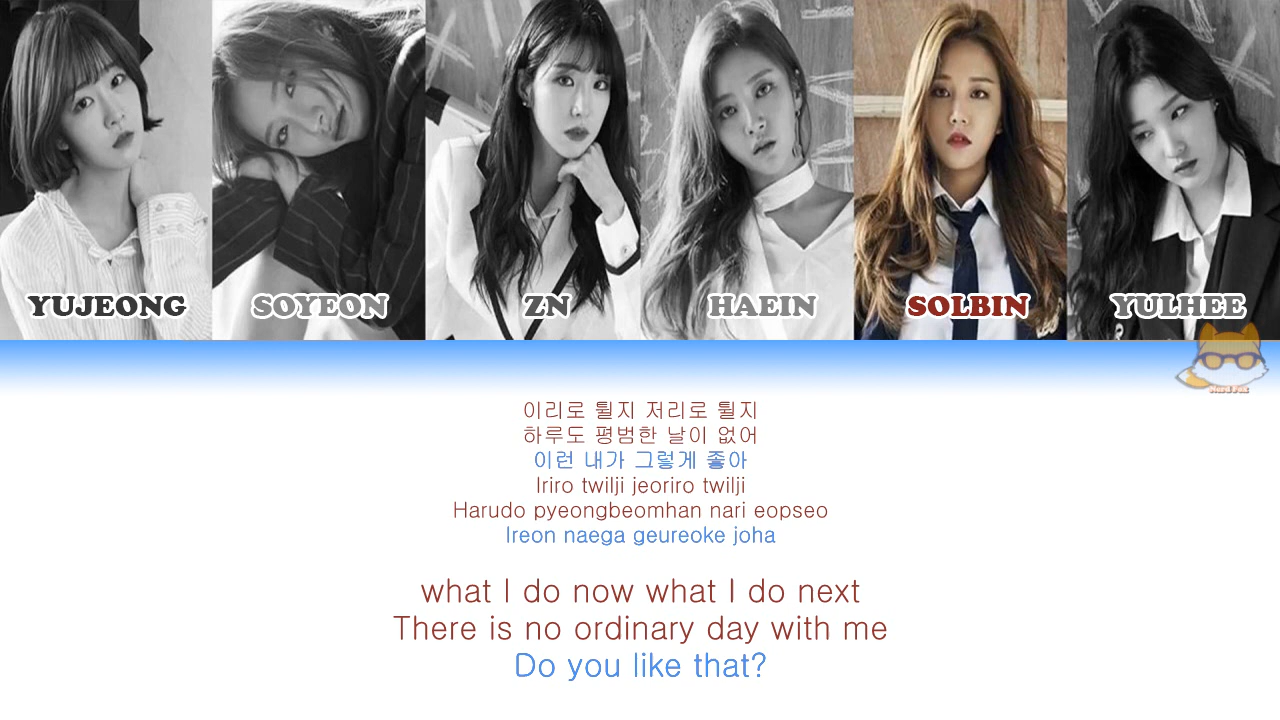 YUJEONG
SOYEON
ZN
HAEIN
SOLBIN
YULHEE
Nerd Fox
이리로 튈지 저리로 튈지
하루도 평범한 날이 없어
이런 내가 그렇게 좋아
Iriro twilji jeoriro twilji
Harudo pyeongbeomhan nari eopseo
Ireon naega geureoke joha
what I do now what I do next
There is no ordinary day with me
Do you like that?